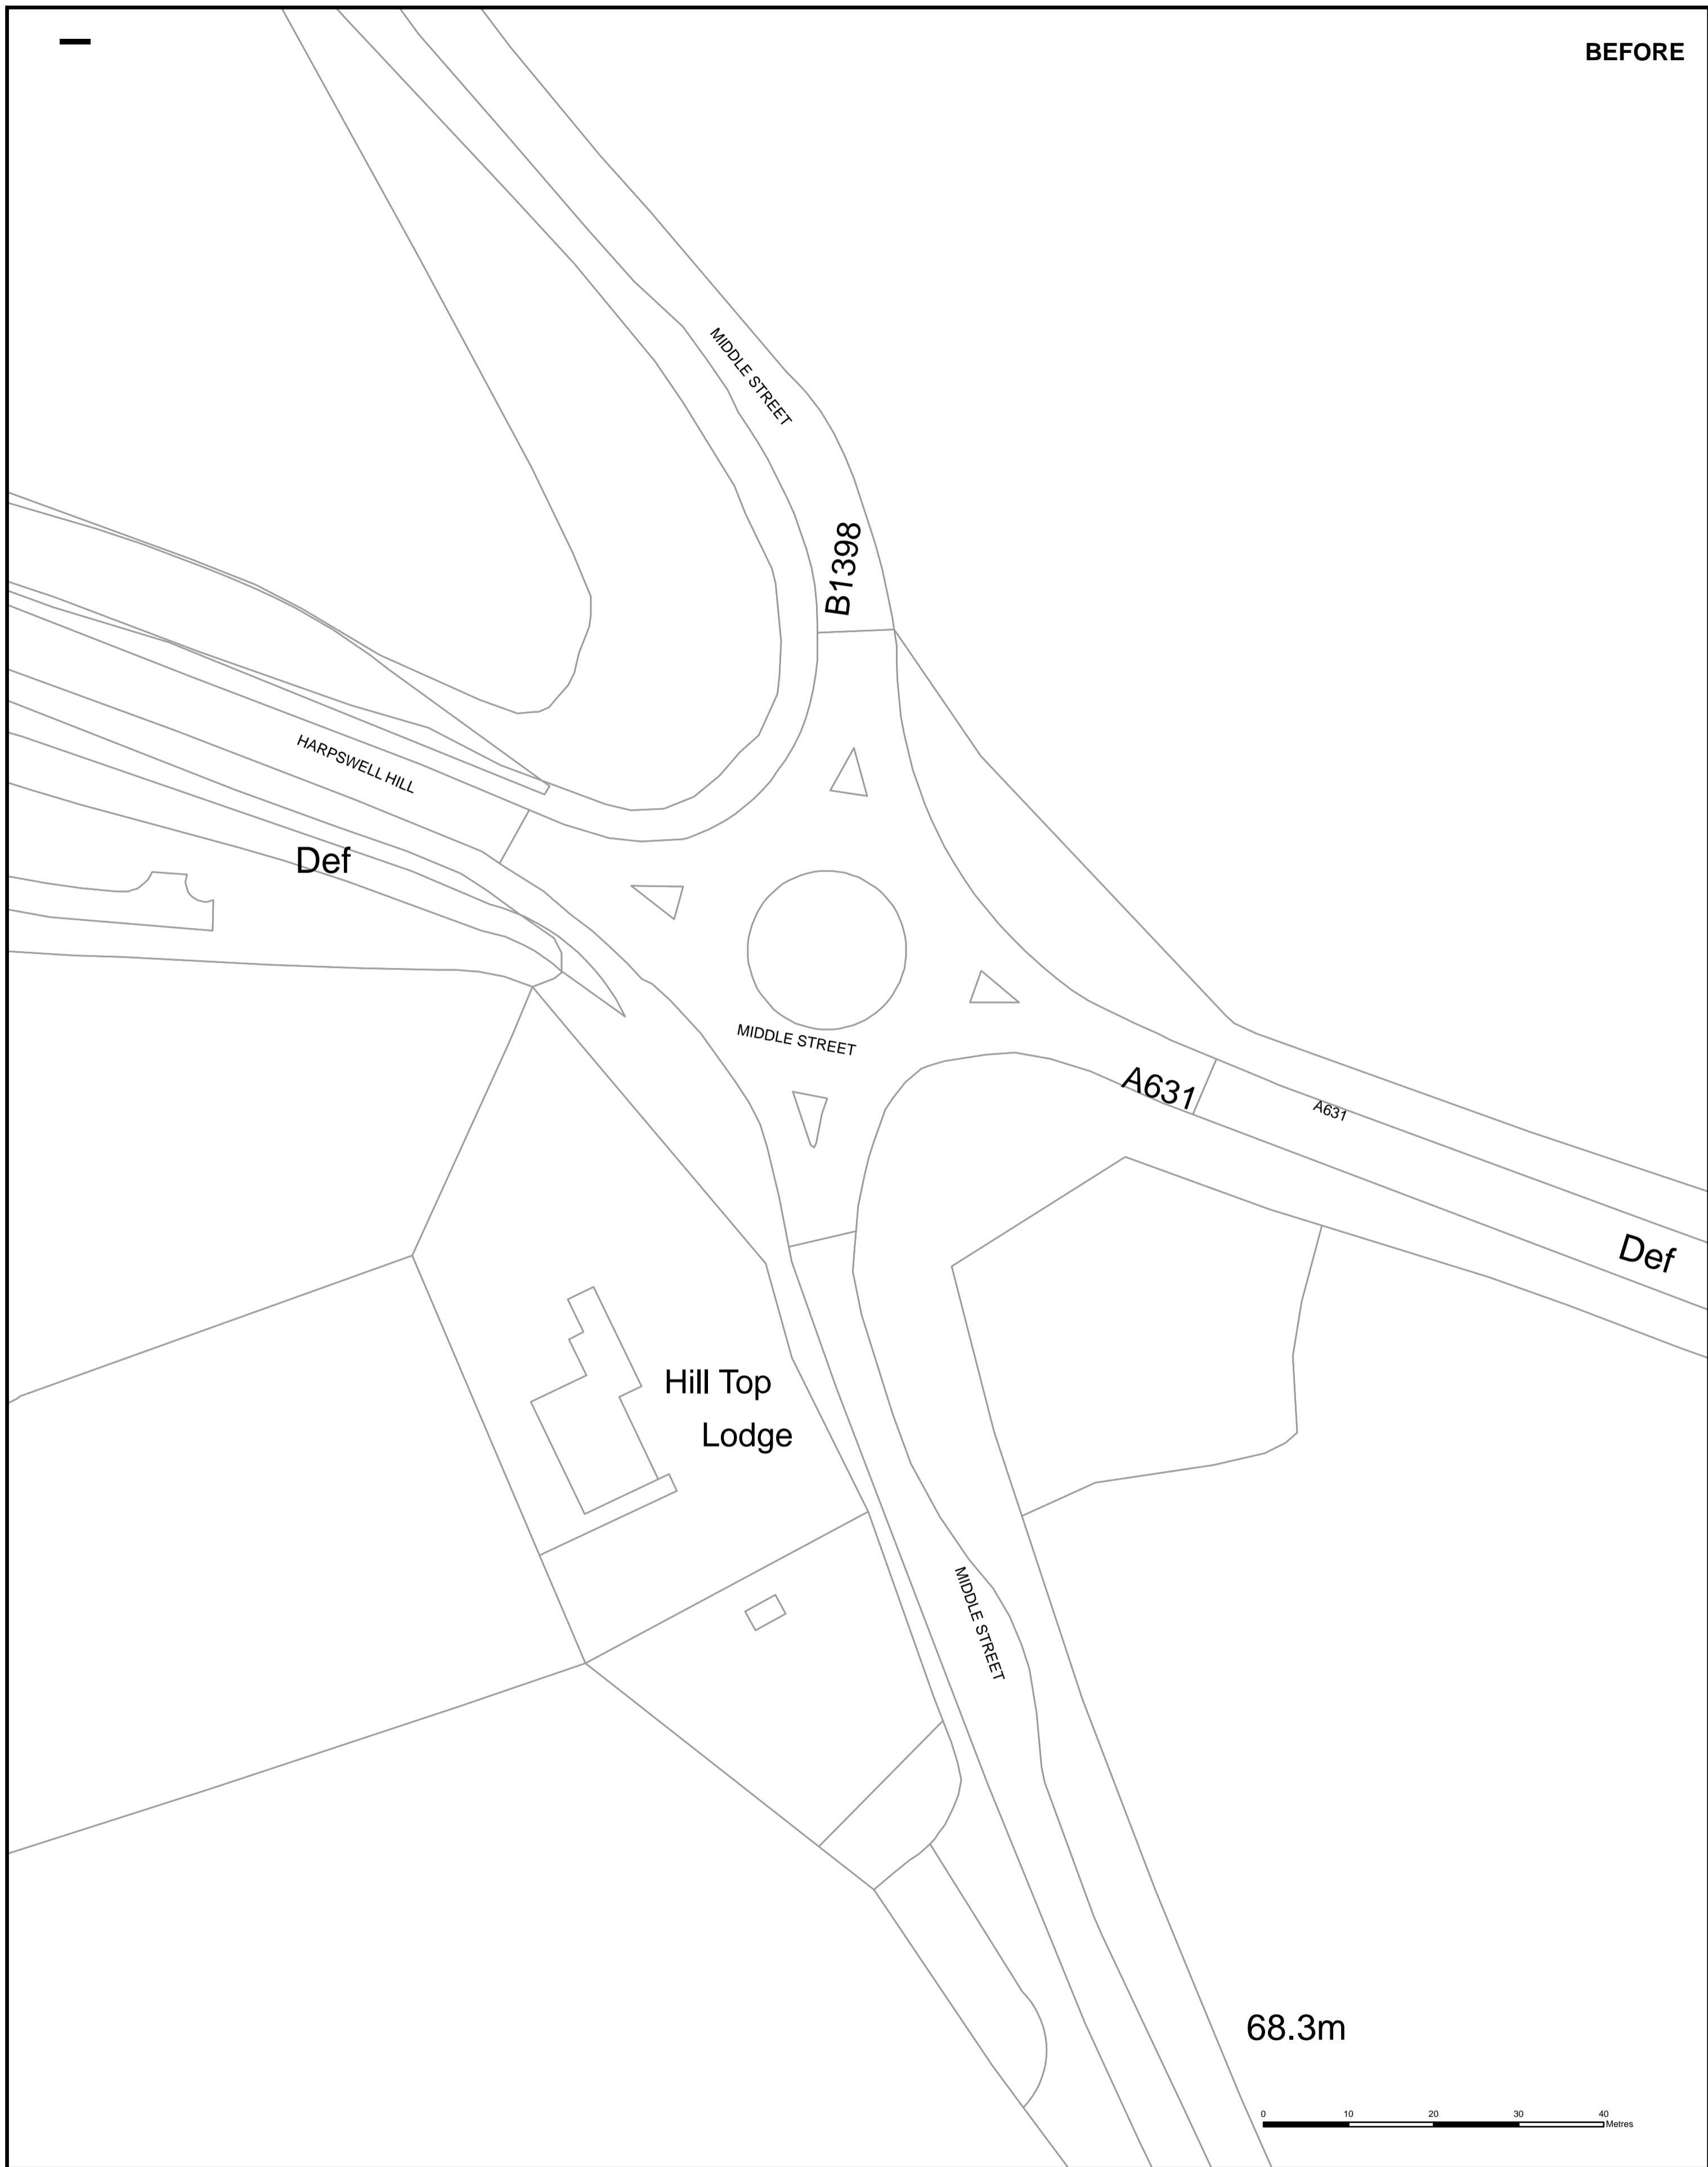 BEFORE
MIDDLE STREET
B1398
HARPSWELL HILL
Def
MIDDLE STREET
A631
A631
Def
Hill Top
Lodge
MIDDLE STREET
68.3m
0 10 20 30 40
Metres